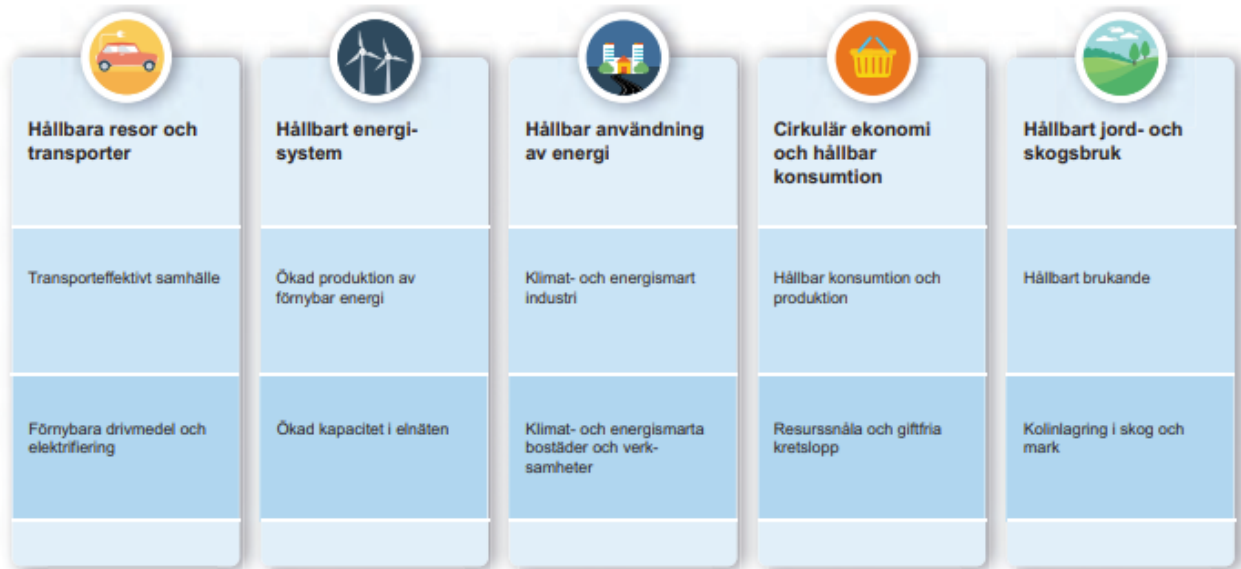 Hållbara resor och
transporter
Hållbart energi-
system
Hållbar användning
av energi
Cirkulär ekonomi
och hållbar
konsumtion
Hållbart jord- och
skogsbruk
Transporteffektivt samhälle
Ökad produktion av
förnybar energi
Klimat- och energismart
industri
Hållbar konsumtion och
produktion
Hållbart brukande
Förnybara drivmedel och
elektrifiering
Ökad kapacitet i elnäten
Klimat- och energismarta
bostäder och verk-
samheter
Resurssnåla och giftfria
kretslopp
Kolinlagring i skog och
mark